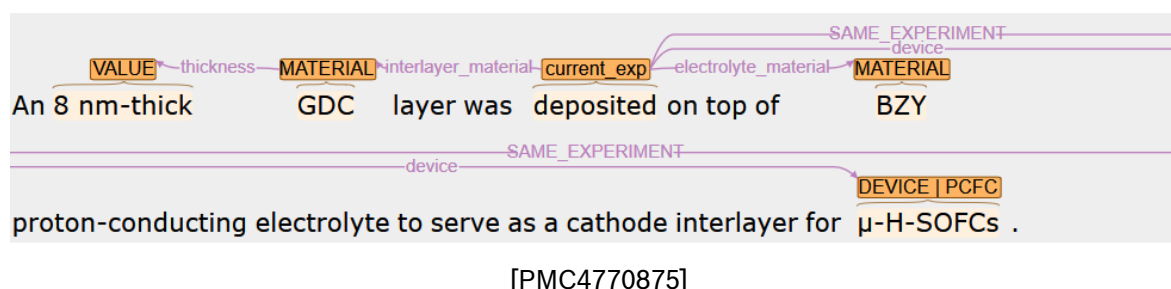 SAME_EXPERIMENT
device
VALUE thickness MATERIAL interlayer_material current_exp electrolyte_material MATERIAL
An 8 nm-thick GDC layer was deposited on top of BZY
SAME_EXPERIMENT
device
DEVICE | PCFC
proton-conducting electrolyte to serve as a cathode interlayer for μ-H-SOFCs .
[PMC4770875]